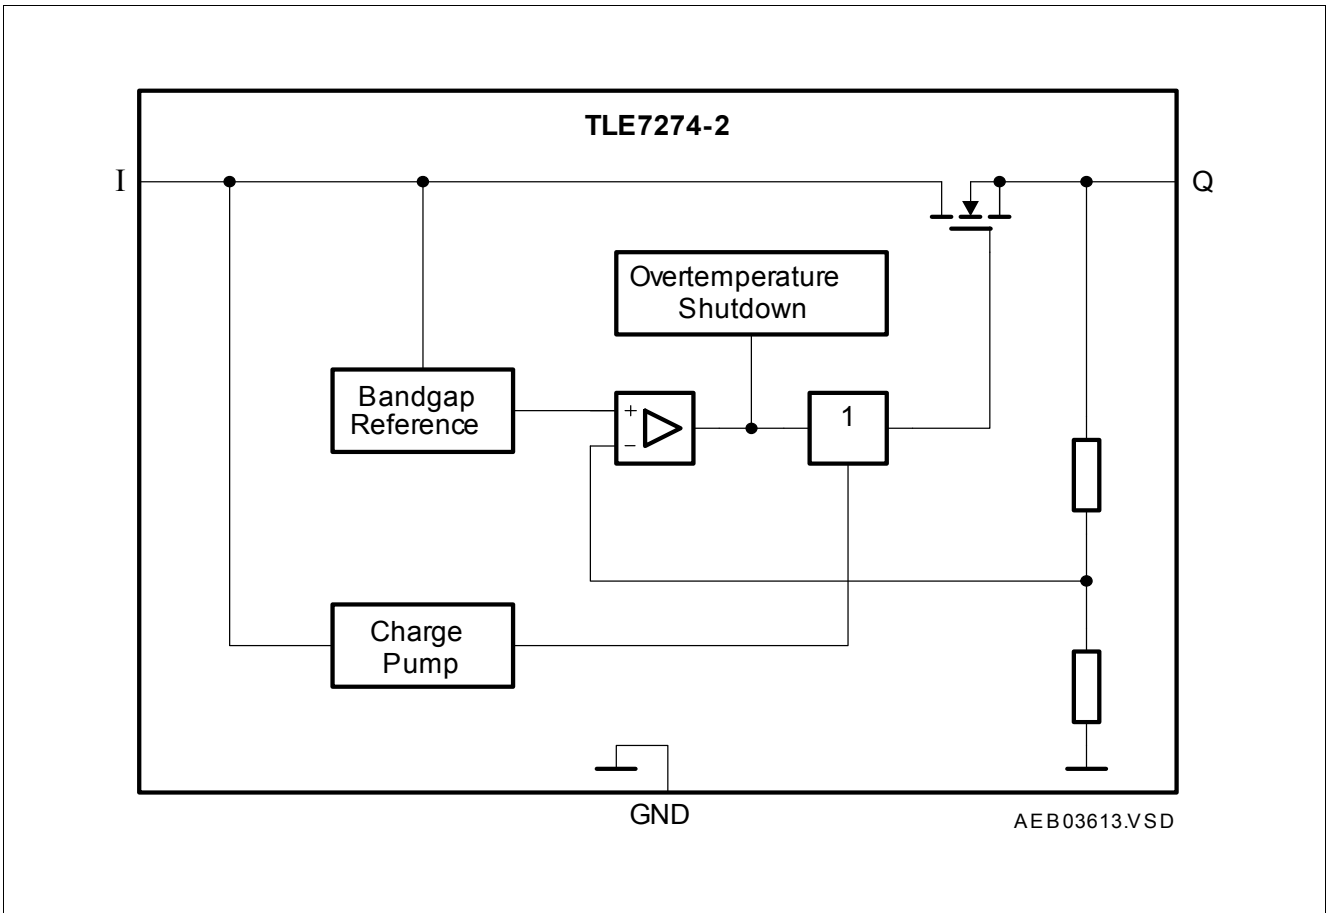 TLE7274-2
I
Q
Overtemperature
Shutdown
Bandgap
Reference
+
−
1
Charge
Pump
GND
AEB03613.VSD